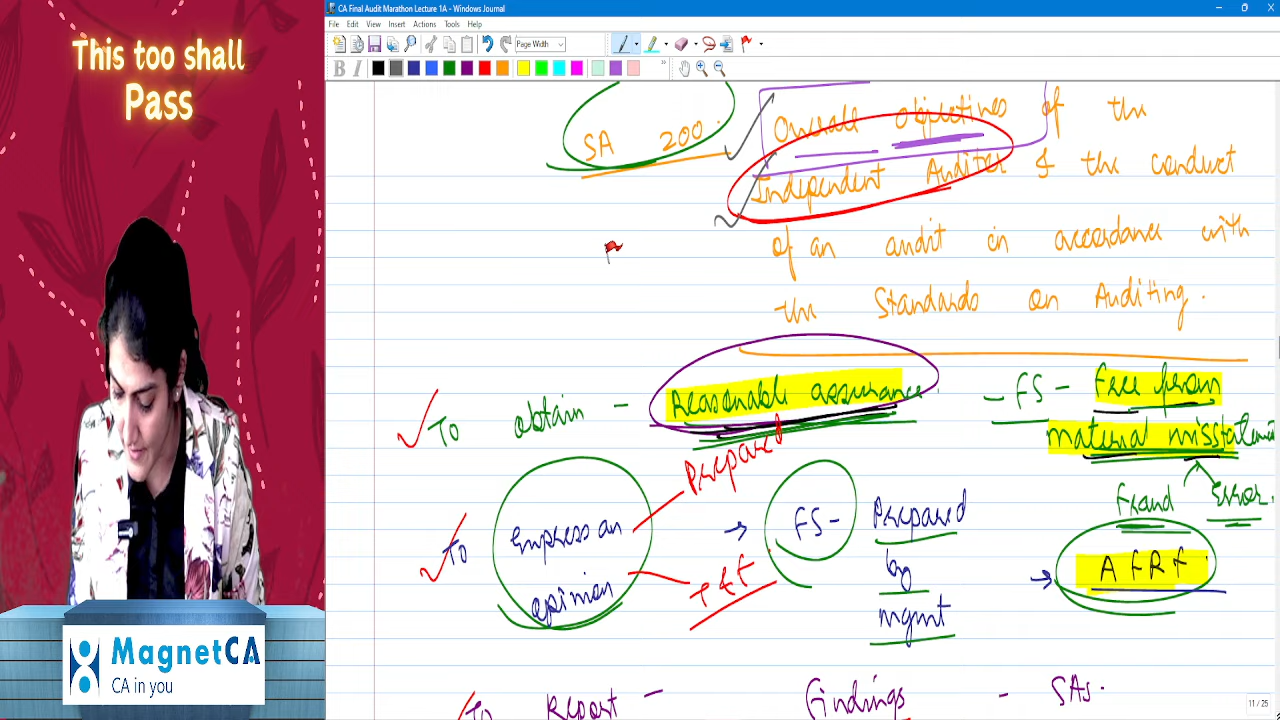 This too shall
Pass
CA Final Audit Marathon Lecture 1A - Windows Journal
File Edit View Insert Actions Tools Help
Page Width
B I
SA 200. Overall objectives of the
Independent Auditor & the conduct
of an audit in accordance with
the Standards on Auditing.
To obtain - Reasonable assurance - FS - free from
material misstatement
Prepared
Fraud Error.
To Express an → FS - Prepared → A F R F
opinion T & F by
mgmt
To Report - Findings - SAs.
MagnetCA
CA in you
11 / 25